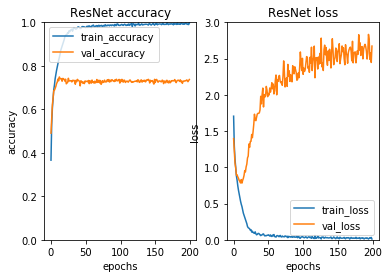 ResNet accuracy
train_accuracy
val_accuracy
accuracy
1.0
0.8
0.6
0.4
0.2
0.0
0
50
100
150
200
epochs
ResNet loss
loss
3.0
2.5
2.0
1.5
1.0
0.5
0.0
train_loss
val_loss
0
50
100
150
200
epochs